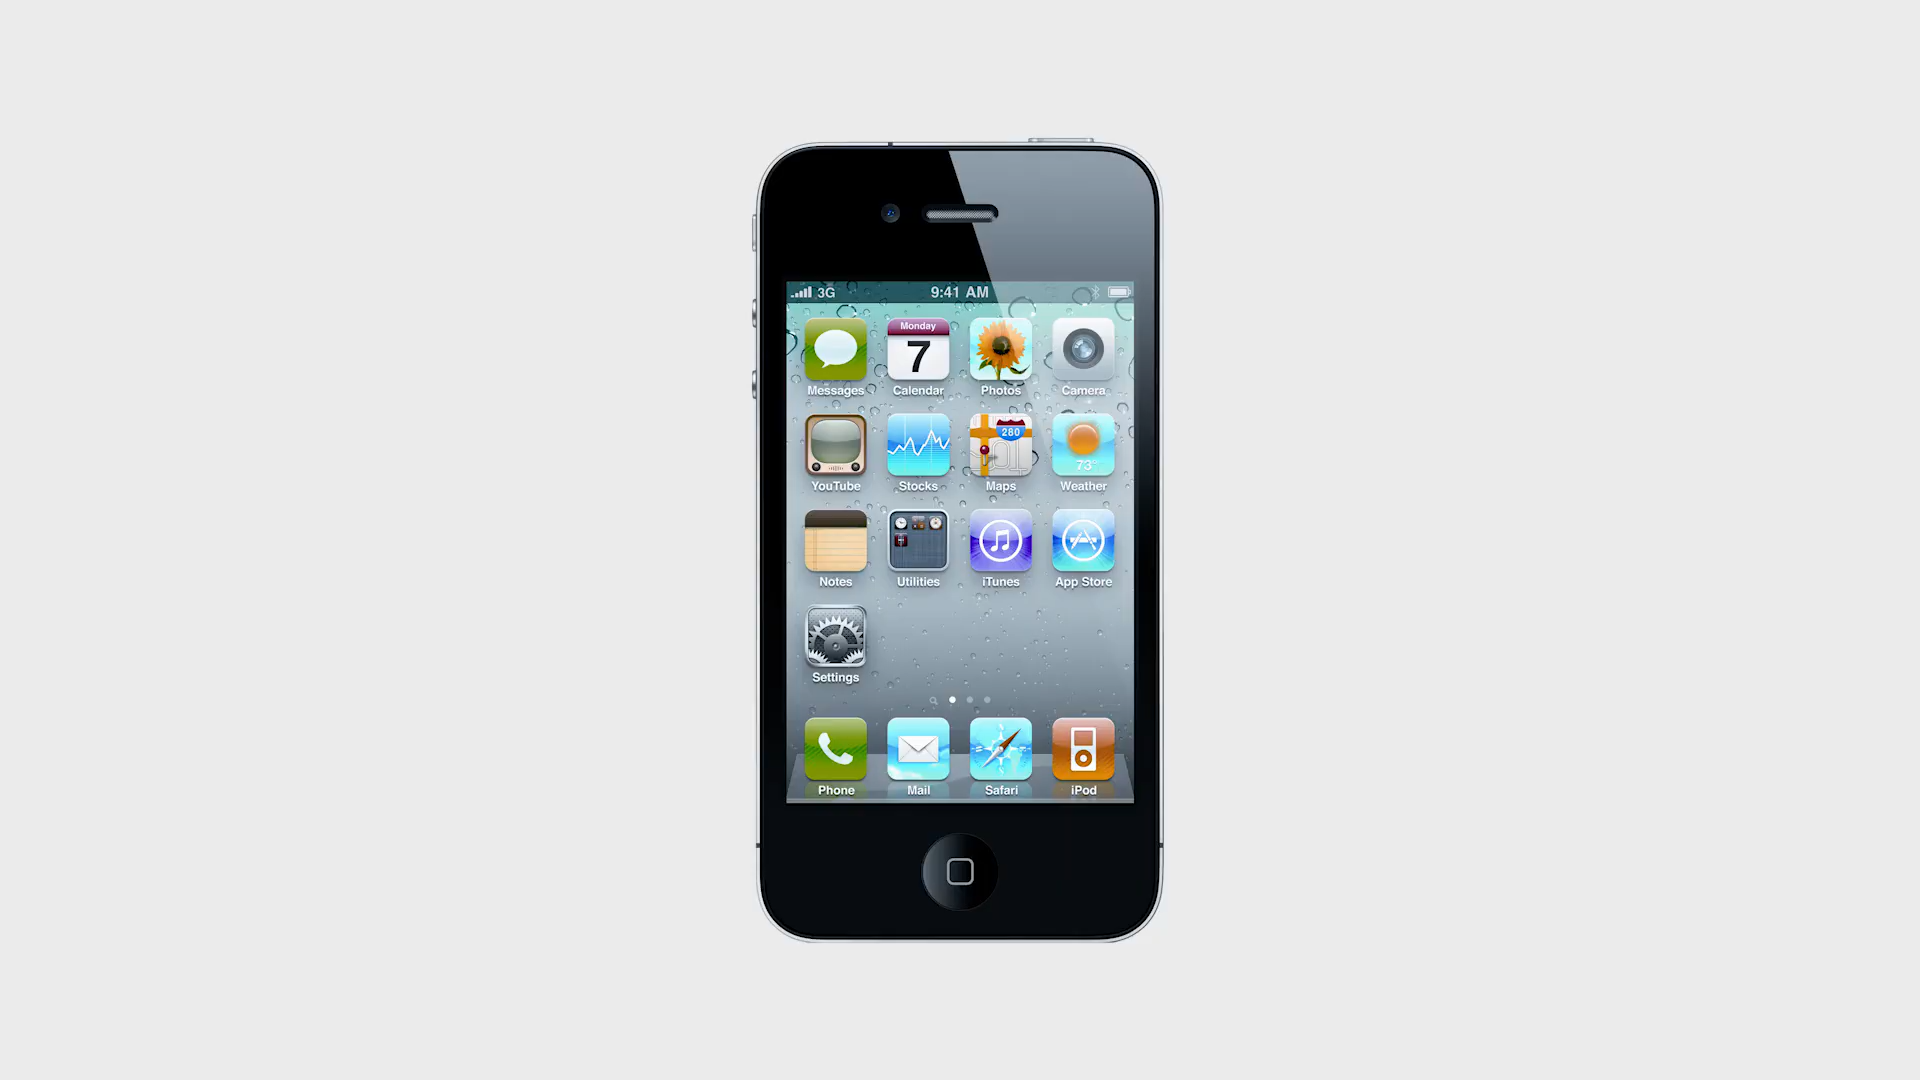 3G 9:41 AM
Monday
7
Messages Calendar Photos Camera
280
73°
YouTube Stocks Maps Weather
Notes Utilities iTunes App Store
Settings
Phone Mail Safari iPod